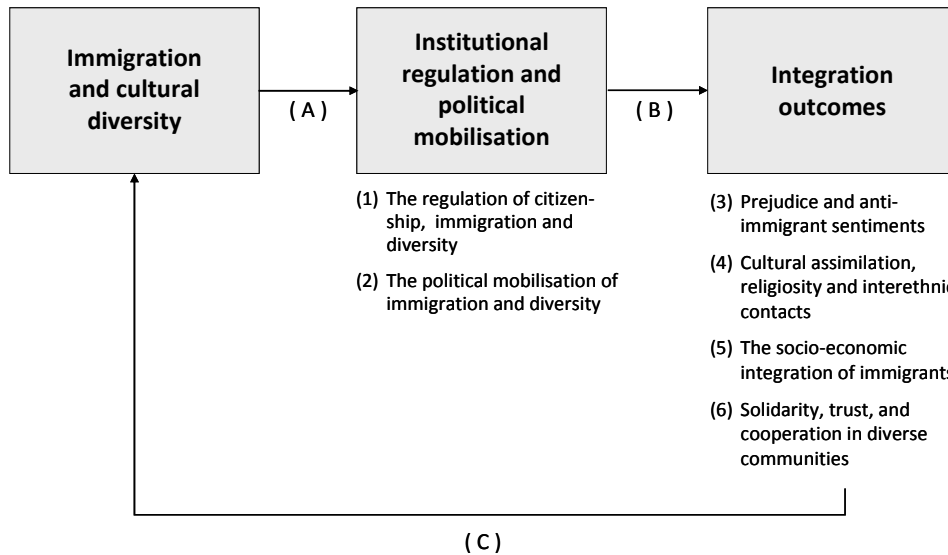 Immigration
and cultural
diversity
( A )
Institutional
regulation and
political
mobilisation
( B )
Integration
outcomes
(1) The regulation of citizen-
ship, immigration and
diversity
(2) The political mobilisation of
immigration and diversity
(3) Prejudice and anti-
immigrant sentiments
(4) Cultural assimilation,
religiosity and interethnic
contacts
(5) The socio-economic
integration of immigrants
(6) Solidarity, trust, and
cooperation in diverse
communities
( C )